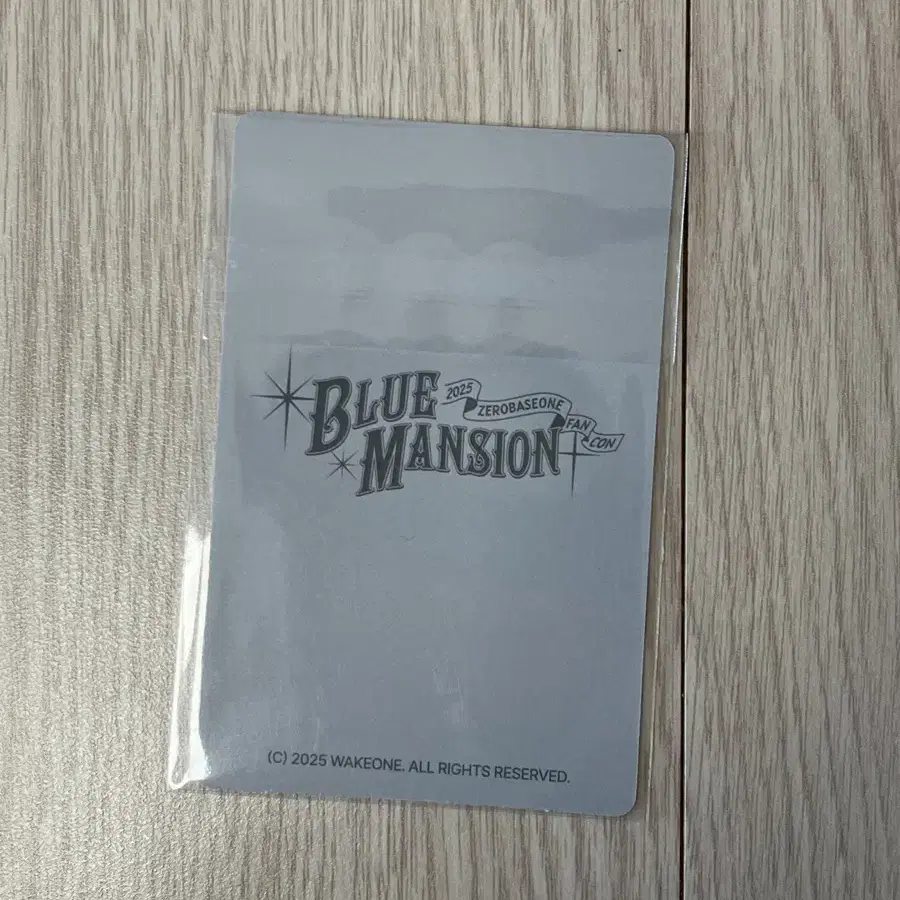 BLUE
2025
ZEROBASEONE
FAN
CON
MANSION
(C) 2025 WAKEONE. ALL RIGHTS RESERVED.